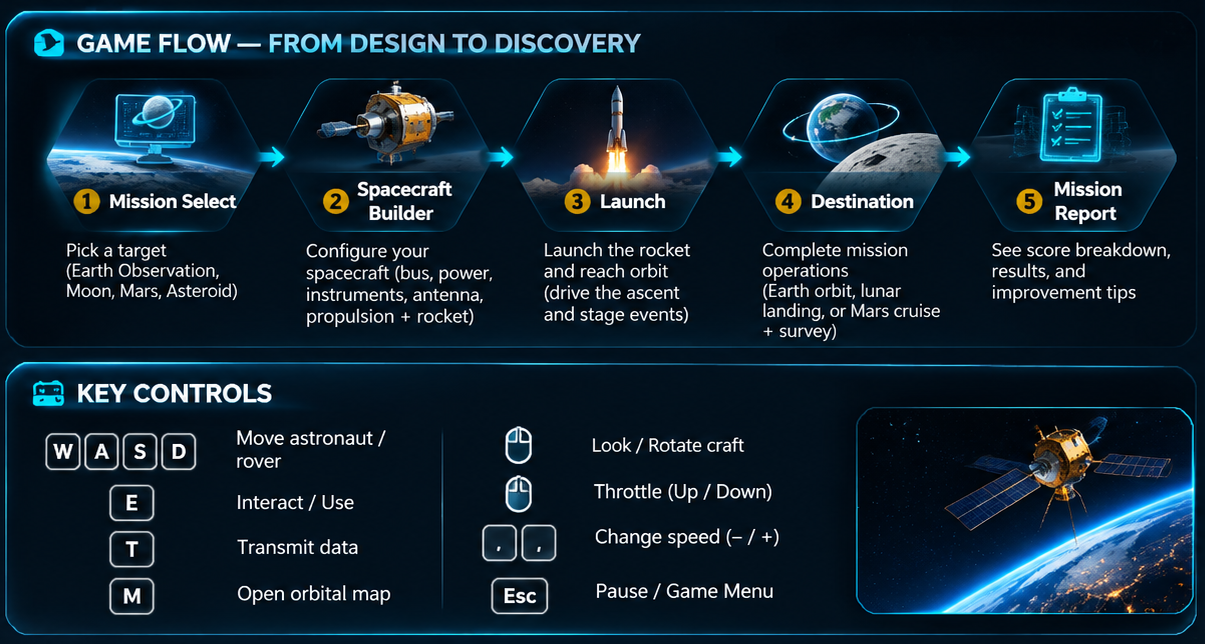 GAME FLOW — FROM DESIGN TO DISCOVERY
1 Mission Select
Pick a target
(Earth Observation,
Moon, Mars, Asteroid)
2 Spacecraft
Builder
Configure your
spacecraft (bus, power,
instruments, antenna,
propulsion + rocket)
3 Launch
Launch the rocket
and reach orbit
(drive the ascent
and stage events)
4 Destination
Complete mission
operations
(Earth orbit, lunar
landing, or Mars cruise
+ survey)
5 Mission
Report
See score breakdown,
results, and
improvement tips
KEY CONTROLS
W A S D Move astronaut /
rover
E Interact / Use
T Transmit data
M Open orbital map
Look / Rotate craft
Throttle (Up / Down)
, , Change speed (– / +)
Esc Pause / Game Menu